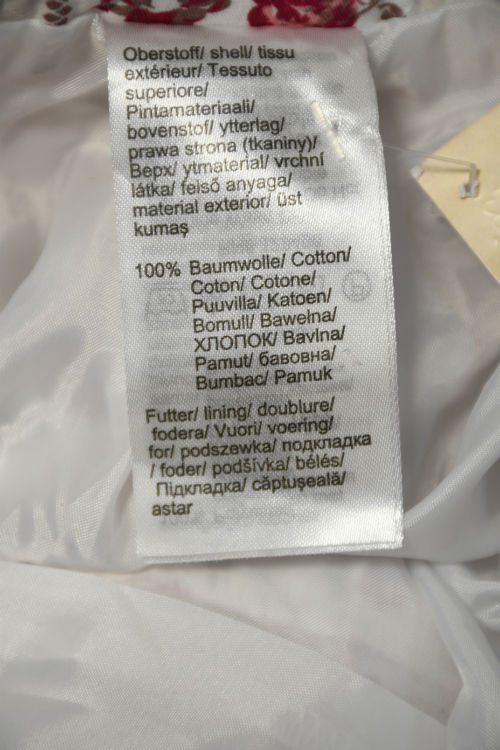 Oberstoff/ shell/ tissu
extérieur/ Tessuto
superiore/
Pintamateriaali/
bovenstof/ ytterlag/
prawa strona (tkaniny)/
Верх/ ytmaterial/ vrchní
látka/ felső anyaga/
material exterior/ üst
kumaş
100% Baumwolle/ Cotton/
Coton/ Cotone/
Puuvilla/ Katoen/
Bomull/ Bawełna/
ХЛОПОК/ Bavlna/
Pamut/ бавовна/
Bumbac/ Pamuk
Futter/ lining/ doublure/
fodera/ Vuori/ voering/
for/ podszewka/ подкладка
/ foder/ podšívka/ bélés/
Підкладка/ căptușeală/
astar